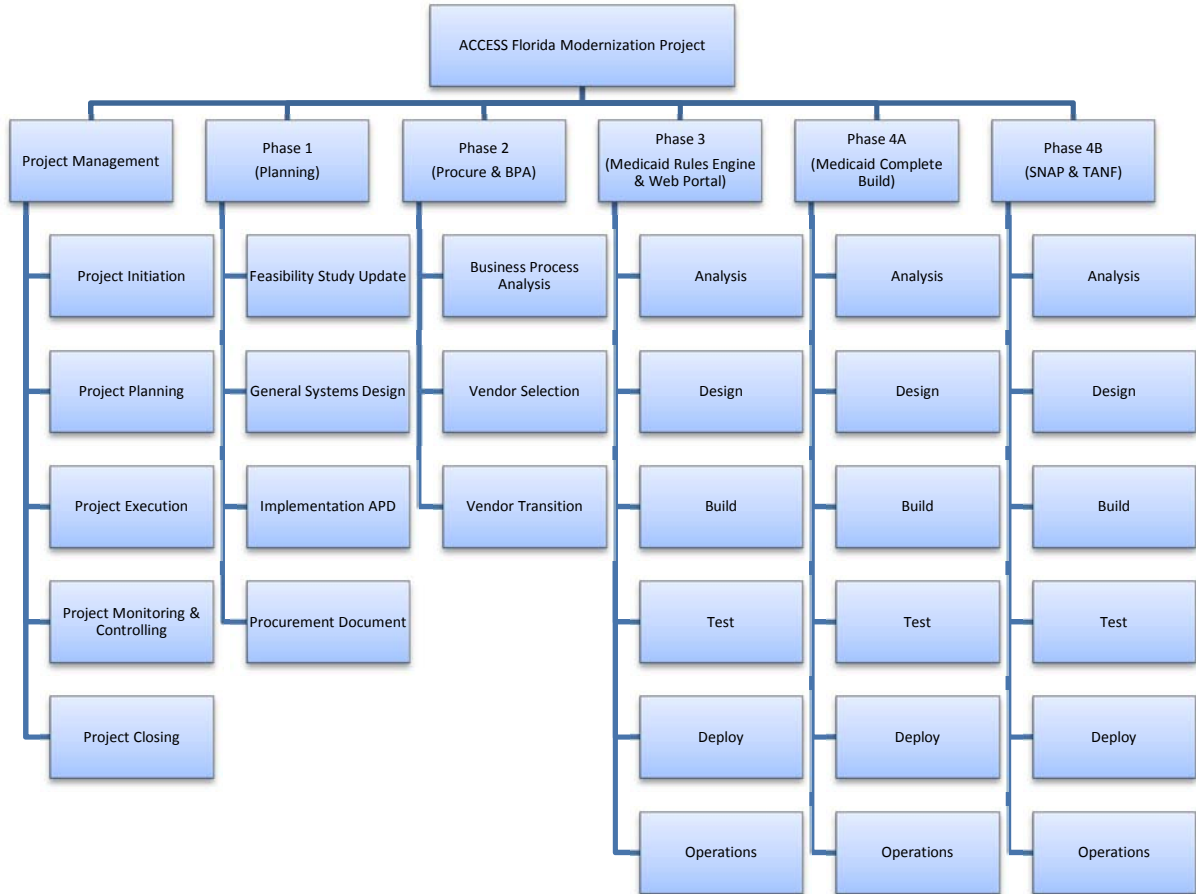 ACCESS Florida Modernization Project
Project Management
Phase 1
(Planning)
Phase 2
(Procure & BPA)
Phase 3
(Medicaid Rules Engine
& Web Portal)
Phase 4A
(Medicaid Complete
Build)
Phase 4B
(SNAP & TANF)
Project Initiation
Project Planning
Project Execution
Project Monitoring &
Controlling
Project Closing
Feasibility Study Update
General Systems Design
Implementation APD
Procurement Document
Business Process
Analysis
Vendor Selection
Vendor Transition
Analysis
Design
Build
Test
Deploy
Operations
Analysis
Design
Build
Test
Deploy
Operations
Analysis
Design
Build
Test
Deploy
Operations